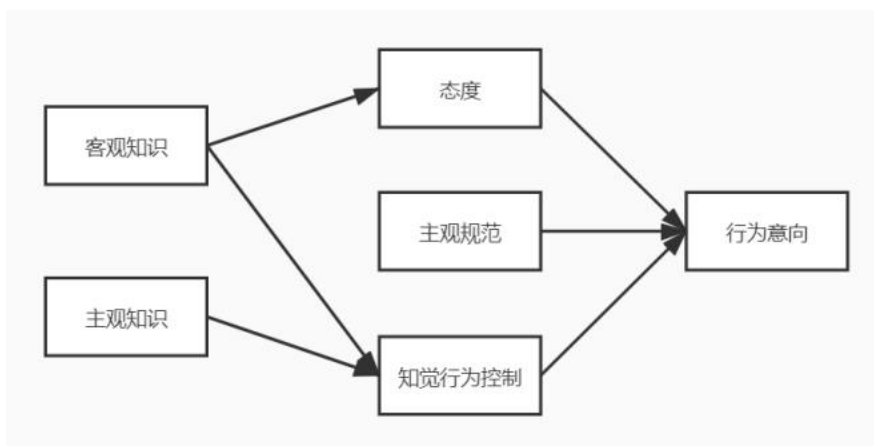 态度
客观知识
主观规范
行为意向
主观知识
知觉行为控制